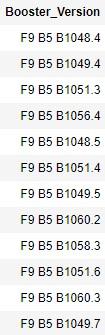 Booster_Version
F9 B5 B1048.4
F9 B5 B1049.4
F9 B5 B1051.3
F9 B5 B1056.4
F9 B5 B1048.5
F9 B5 B1051.4
F9 B5 B1049.5
F9 B5 B1060.2
F9 B5 B1058.3
F9 B5 B1051.6
F9 B5 B1060.3
F9 B5 B1049.7